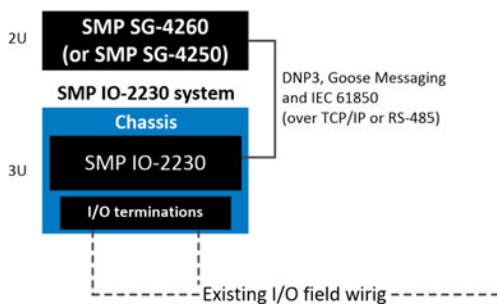 2U
SMP SG-4260
(or SMP SG-4250)
DNP3, Goose Messaging
and IEC 61850
(over TCP/IP or RS-485)
SMP IO-2230 system
Chassis
3U
SMP IO-2230
I/O terminations
Existing I/O field wirig